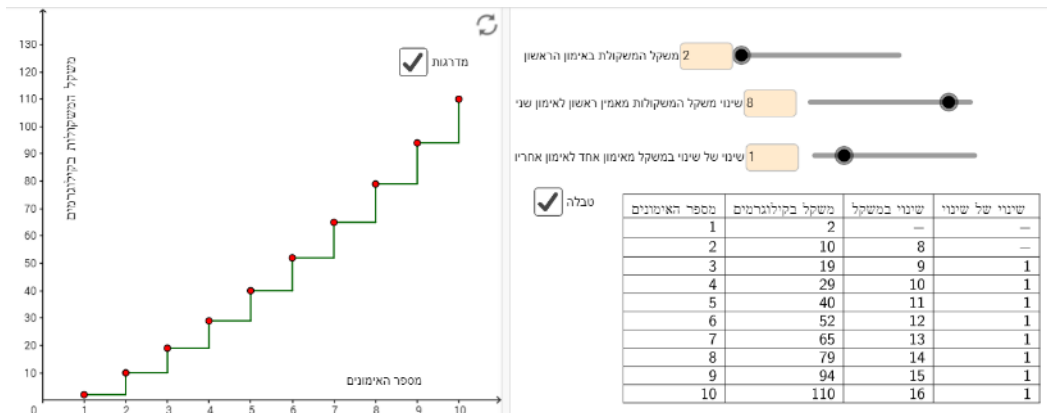 משקל המשקולות בקילוגרמים
130
120
110
100
90
80
70
60
50
40
30
20
10
0
1 2 3 4 5 6 7 8 9 10
מספר האימונים
מדרגות
משקל המשקולת באימון הראשון 2
שינוי משקל המשקולות מאמין ראשון לאימון שני 8
שינוי של שינוי במשקל מאימון אחד לאימון אחריו 1
טבלה
מספר האימונים משקל בקילוגרמים שינוי במשקל שינוי של שינוי
1 2 — —
2 10 8 —
3 19 9 1
4 29 10 1
5 40 11 1
6 52 12 1
7 65 13 1
8 79 14 1
9 94 15 1
10 110 16 1